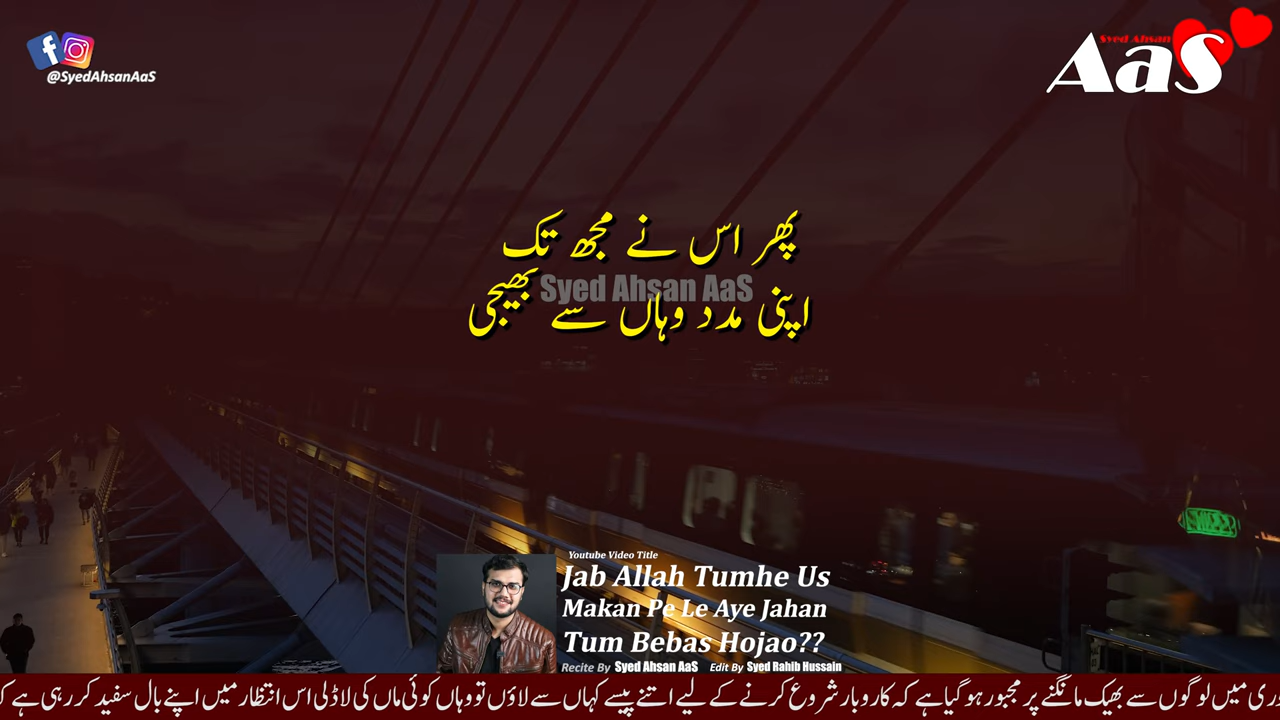 @SyedAhsanAaS
Syed Ahsan
AaS
پھر اس نے مجھ تک
Syed Ahsan AaS
اپنی مدد وہاں سے بھیجی
Youtube Video Title
Jab Allah Tumhe Us
Makan Pe Le Aye Jahan
Tum Bebas Hojao??
Recite By Syed Ahsan AaS Edit By Syed Rahib Hussain
میں لوگوں سے بھیک مانگنے پر مجبور ہو گیا ہے کہ کاروبار شروع کرنے کے لیے اتنے پیسے کہاں سے لاؤں تو وہاں کوئی ماں کی لاڈلی اس انتظار میں اپنے بال سفید کر رہی ہے